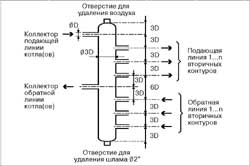 Отверстие для
удаления воздуха
ØD
Коллектор
подающей
линии
котла(ов)
Ø3D
3D
3D
3D
3D
Подающая
линия 1...n
вторичных
контуров
Коллектор
обратной
линии
котла(ов)
3D
6D
3D
3D
3D
Обратная
линия 1...n
вторичных
контуров
Отверстие для
удаления шлама Ø2"